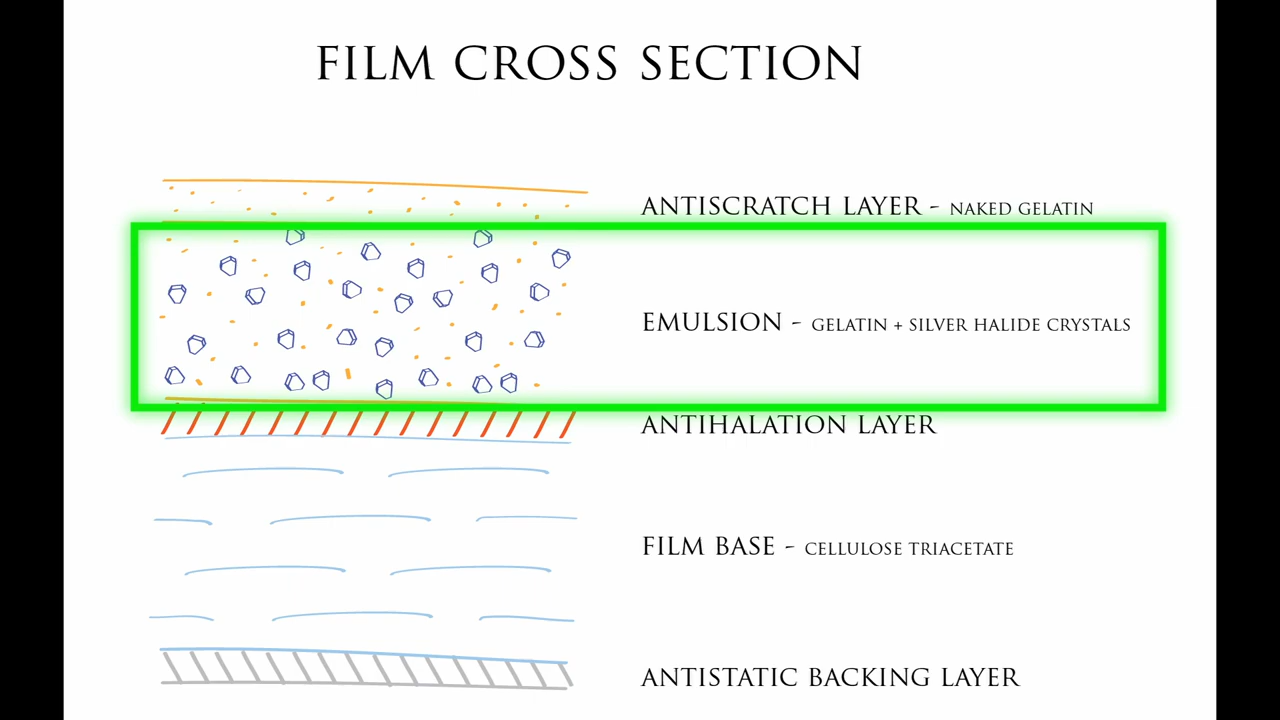 FILM CROSS SECTION
ANTISCRATCH LAYER - NAKED GELATIN
EMULSION - GELATIN + SILVER HALIDE CRYSTALS
ANTIHALATION LAYER
FILM BASE - CELLULOSE TRIACETATE
ANTISTATIC BACKING LAYER